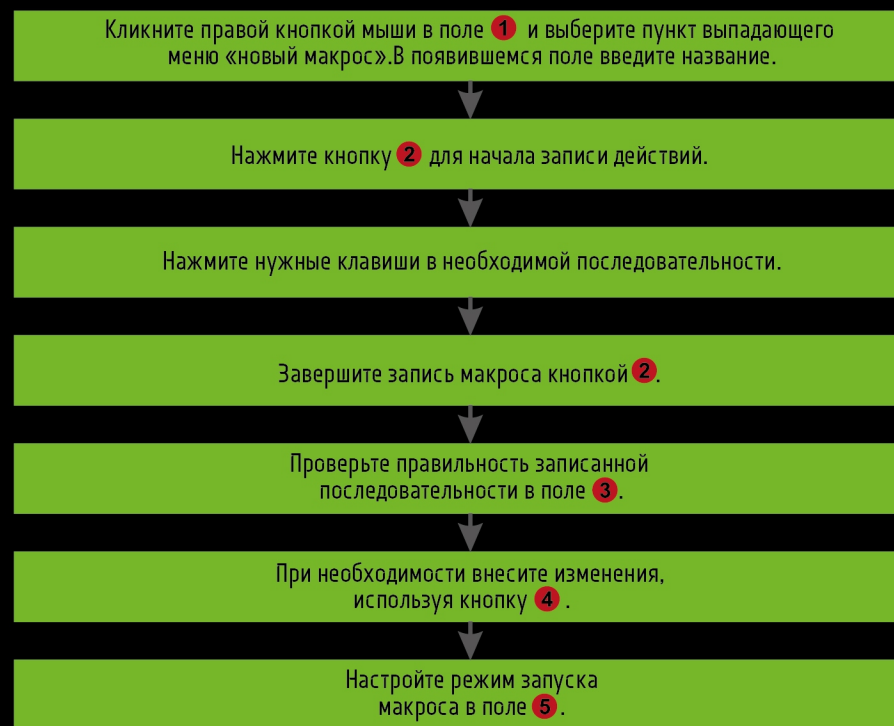 Кликните правой кнопкой мыши в поле 1 и выберите пункт выпадающего
меню «новый макрос».В появившемся поле введите название.
Нажмите кнопку 2 для начала записи действий.
Нажмите нужные клавиши в необходимой последовательности.
Завершите запись макроса кнопкой 2.
Проверьте правильность записанной
последовательности в поле 3.
При необходимости внесите изменения,
используя кнопку 4 .
Настройте режим запуска
макроса в поле 5 .